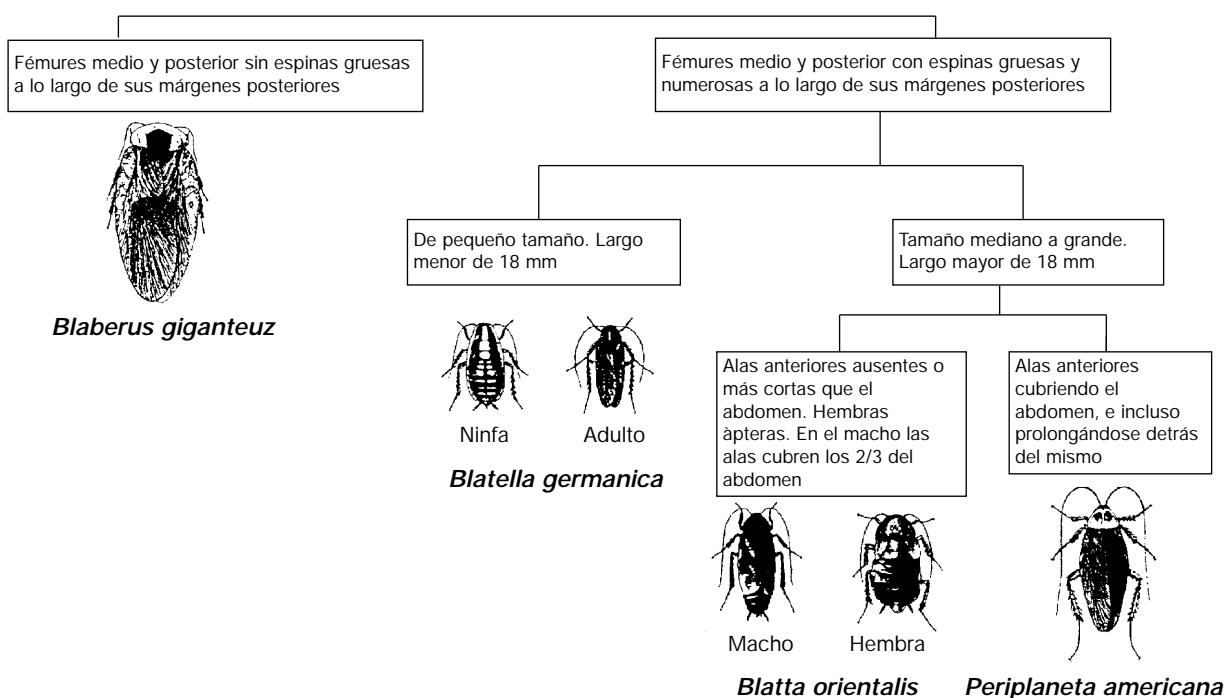 Fémures medio y posterior sin espinas gruesas
a lo largo de sus márgenes posteriores
Fémures medio y posterior con espinas gruesas y
numerosas a lo largo de sus márgenes posteriores
Blaberus giganteuz
De pequeño tamaño. Largo
menor de 18 mm
Tamaño mediano a grande.
Largo mayor de 18 mm
Ninfa
Adulto
Blatella germanica
Alas anteriores ausentes o
más cortas que el
abdomen. Hembras
àpteras. En el macho las
alas cubren los 2/3 del
abdomen
Alas anteriores
cubriendo el
abdomen, e incluso
prolongándose detrás
del mismo
Macho
Hembra
Blatta orientalis
Periplaneta americana